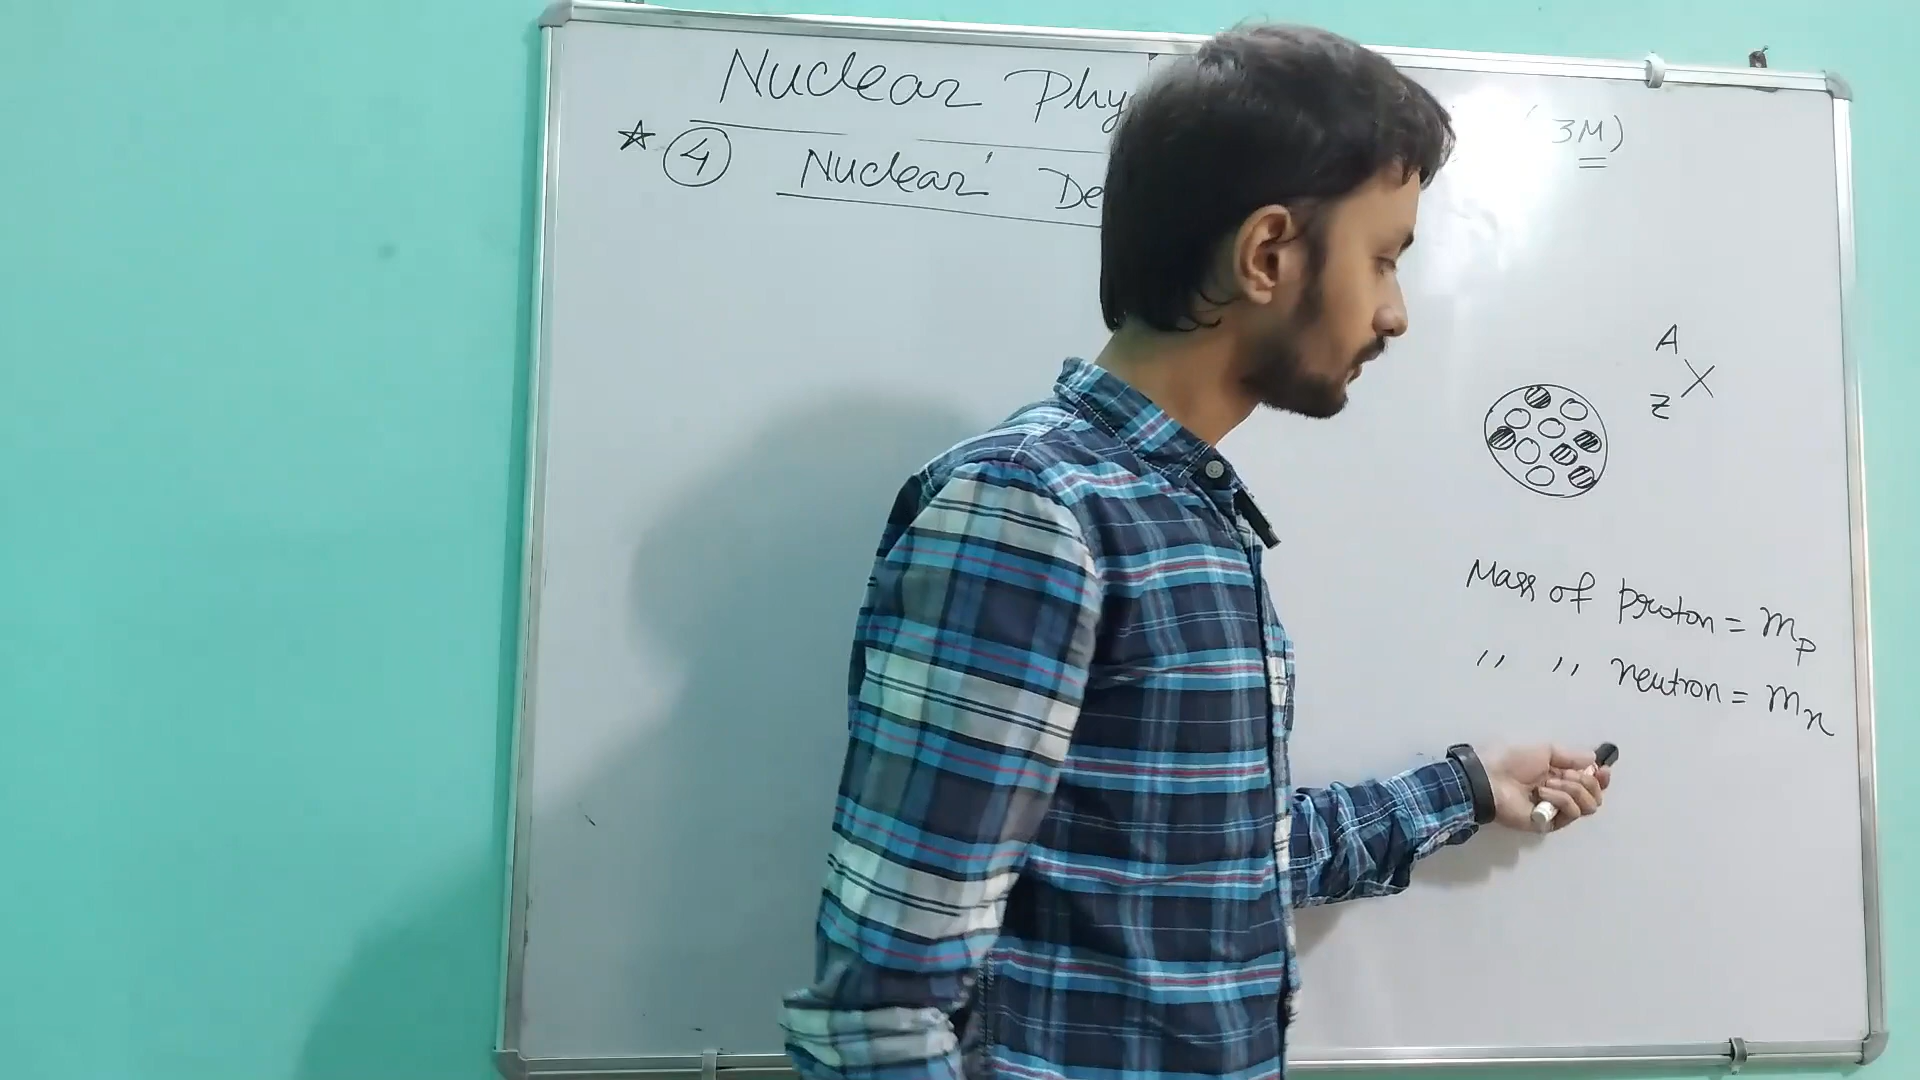 Nuclear Phy
3M)
★ 4 Nuclear De
A
X
Z
Mass of proton = mp
" " neutron = mn